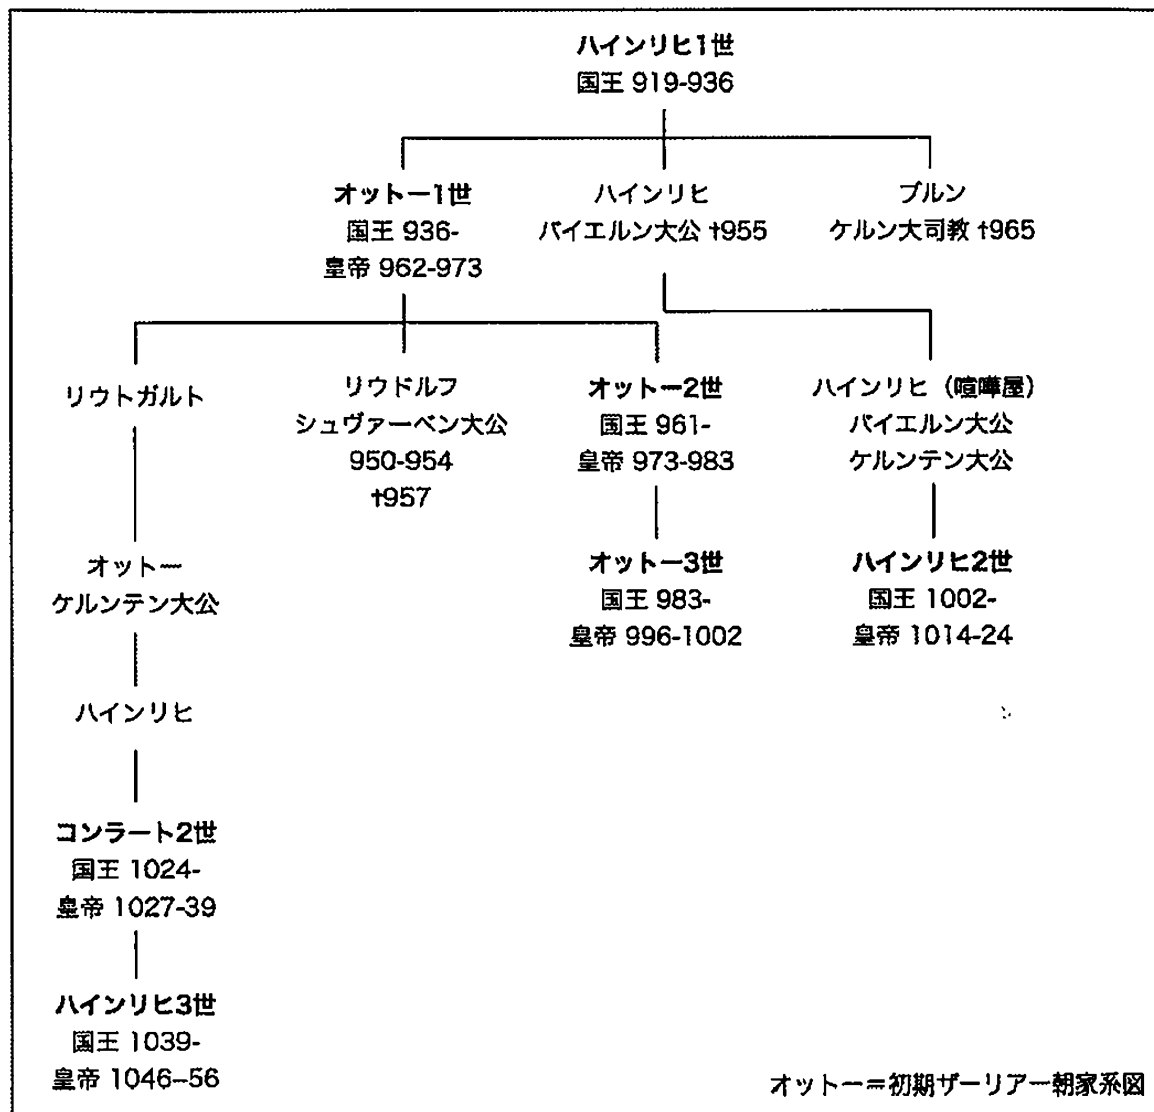 ハインリヒ1世
国王 919-936
オットー1世
国王 936-
皇帝 962-973
ハインリヒ
バイエルン大公 †955
ブルン
ケルン大司教 †965
リウトガルト
リウドルフ
シュヴァーベン大公
950-954
†957
オットー2世
国王 961-
皇帝 973-983
ハインリヒ（喧嘩屋）
バイエルン大公
ケルンテン大公
オットー
ケルンテン大公
オットー3世
国王 983-
皇帝 996-1002
ハインリヒ2世
国王 1002-
皇帝 1014-24
ハインリヒ
コンラート2世
国王 1024-
皇帝 1027-39
ハインリヒ3世
国王 1039-
皇帝 1046–56
オットー＝初期ザーリアー朝家系図